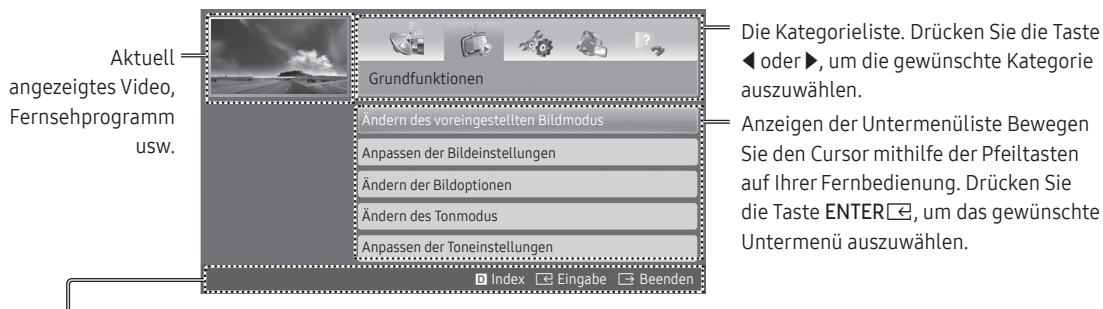 Aktuell
angezeigtes Video,
Fernsehprogramm
usw.
Grundfunktionen
Ändern des voreingestellten Bildmodus
Anpassen der Bildeinstellungen
Ändern der Bildoptionen
Ändern des Tonmodus
Anpassen der Toneinstellungen
D Index Eingabe Beenden
Die Kategorieliste. Drücken Sie die Taste
◀ oder ▶, um die gewünschte Kategorie
auszuwählen.
Anzeigen der Untermenüliste Bewegen
Sie den Cursor mithilfe der Pfeiltasten
auf Ihrer Fernbedienung. Drücken Sie
die Taste ENTER, um das gewünschte
Untermenü auszuwählen.